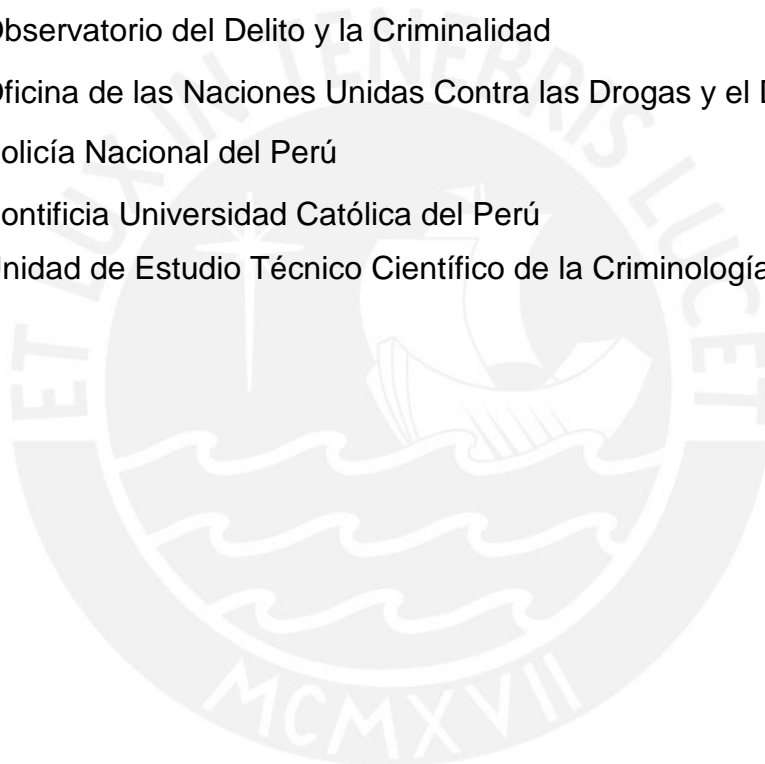 Observatorio del Delito y la Criminalidad
Oficina de las Naciones Unidas Contra las Drogas y el D
olicía Nacional del Perú
ontificia Universidad Católica del Perú
Unidad de Estudio Técnico Científico de la Criminología
ET LUX IN TENEBRIS LUCET
MCMXVII